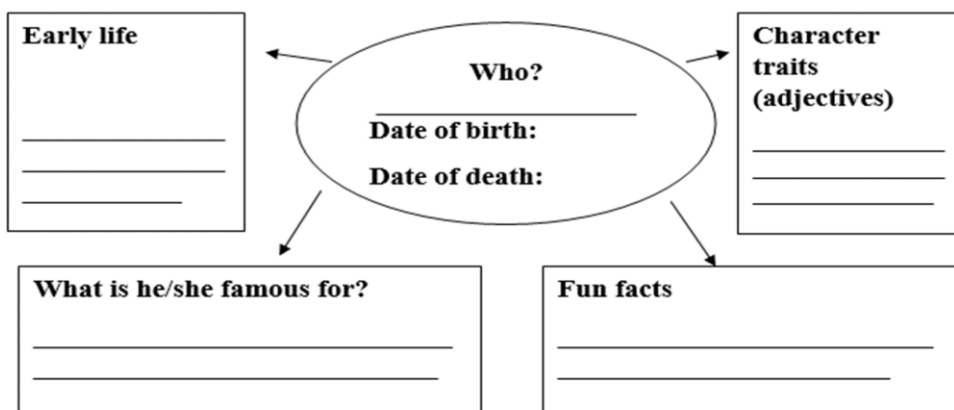 Early life
Who?
Date of birth:
Date of death:
Character
traits
(adjectives)
What is he/she famous for?
Fun facts